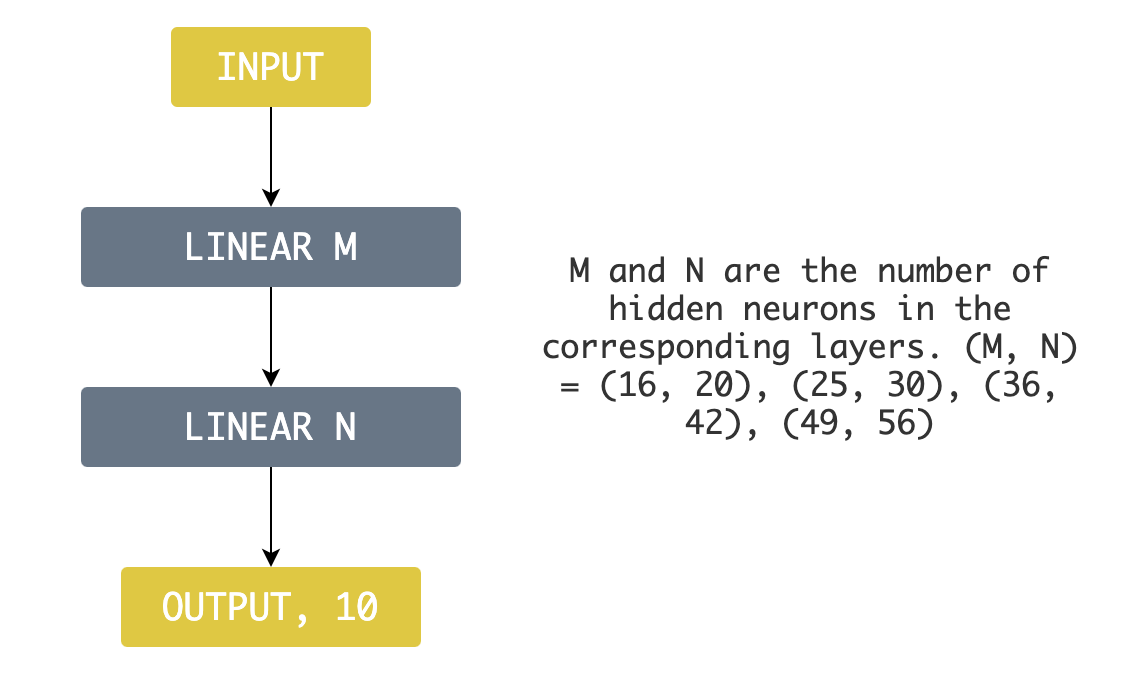 INPUT
LINEAR M
LINEAR N
OUTPUT, 10
M and N are the number of
hidden neurons in the
corresponding layers. (M, N)
= (16, 20), (25, 30), (36,
42), (49, 56)